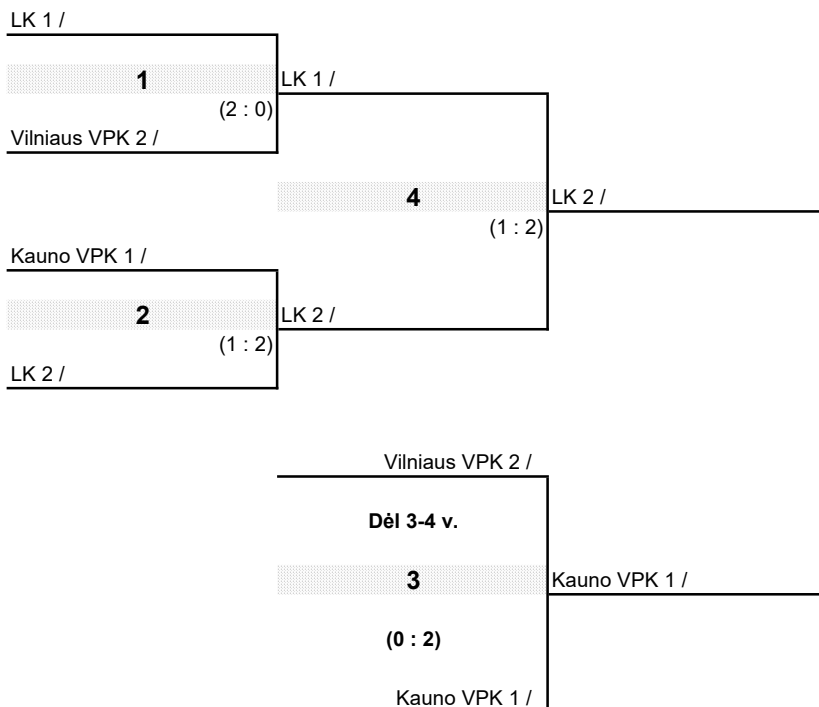 LK 1 /
1
LK 1 /
(2 : 0)
Vilniaus VPK 2 /
4
LK 2 /
(1 : 2)
Kauno VPK 1 /
2
LK 2 /
(1 : 2)
LK 2 /
Vilniaus VPK 2 /
Dėl 3-4 v.
3
Kauno VPK 1 /
(0 : 2)
Kauno VPK 1 /